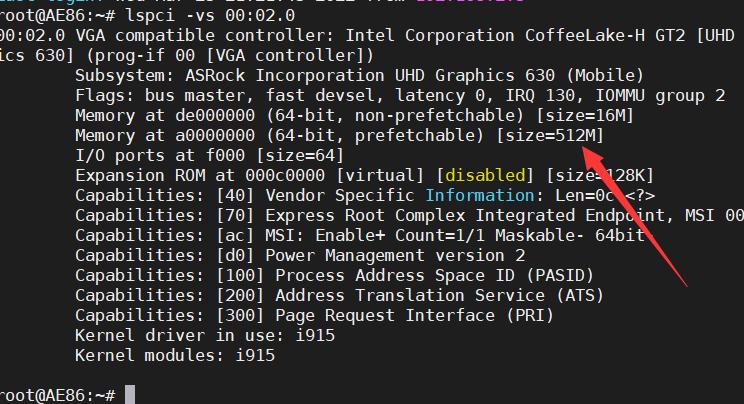 root@AE86:~# lspci -vs 00:02.0
00:02.0 VGA compatible controller: Intel Corporation CoffeeLake-H GT2 [UHD
ics 630] (prog-if 00 [VGA controller])
Subsystem: ASRock Incorporation UHD Graphics 630 (Mobile)
Flags: bus master, fast devsel, latency 0, IRQ 130, IOMMU group 2
Memory at de000000 (64-bit, non-prefetchable) [size=16M]
Memory at a0000000 (64-bit, prefetchable) [size=512M]
I/O ports at f000 [size=64]
Expansion ROM at 000c0000 [virtual] [disabled] [size=128K]
Capabilities: [40] Vendor Specific Information: Len=0c <?>
Capabilities: [70] Express Root Complex Integrated Endpoint, MSI 00
Capabilities: [ac] MSI: Enable+ Count=1/1 Maskable- 64bit-
Capabilities: [d0] Power Management version 2
Capabilities: [100] Process Address Space ID (PASID)
Capabilities: [200] Address Translation Service (ATS)
Capabilities: [300] Page Request Interface (PRI)
Kernel driver in use: i915
Kernel modules: i915
root@AE86:~#